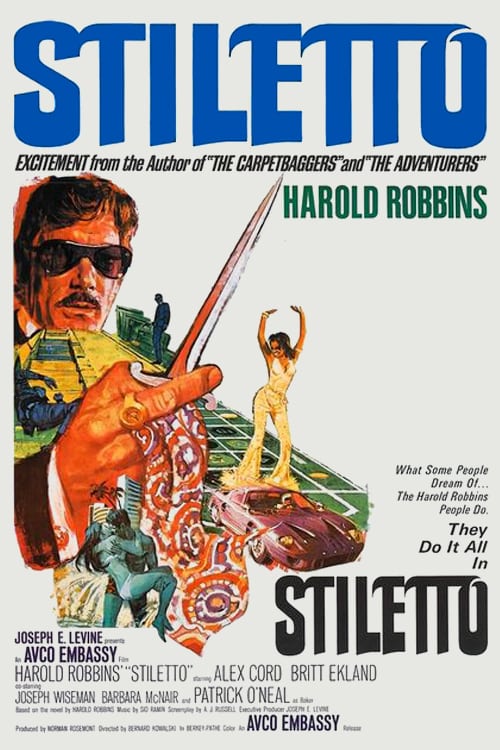 STILETTO
EXCITEMENT from the Author of "THE CARPETBAGGERS" and "THE ADVENTURERS"
HAROLD ROBBINS
What Some People
Dream Of...
The Harold Robbins
People Do.
They
Do It All
In
STILETTO
JOSEPH E. LEVINE presents
An AVCO EMBASSY Film
HAROLD ROBBINS' "STILETTO" starring ALEX CORD BRITT EKLAND
co-starring
JOSEPH WISEMAN BARBARA McNAIR and PATRICK O'NEAL as Baker
Based on the novel by HAROLD ROBBINS Music by SID RAMIN Screenplay by A. J. RUSSELL Executive Producer JOSEPH E. LEVINE
Produced by NORMAN ROSEMONT Directed by BERNARD KOWALSKI In BERKEY-PATHE Color An AVCO EMBASSY Release